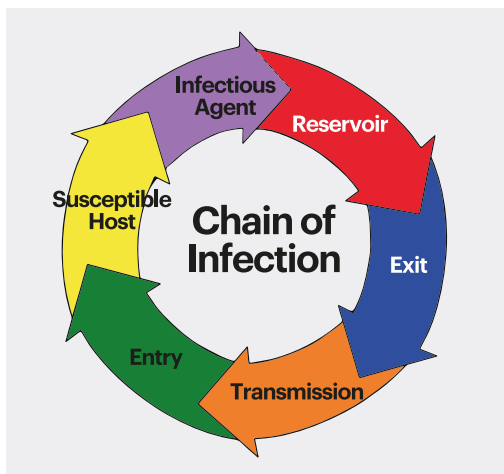 Infectious
Agent
Reservoir
Susceptible
Host
Chain of
Infection
Exit
Entry
Transmission